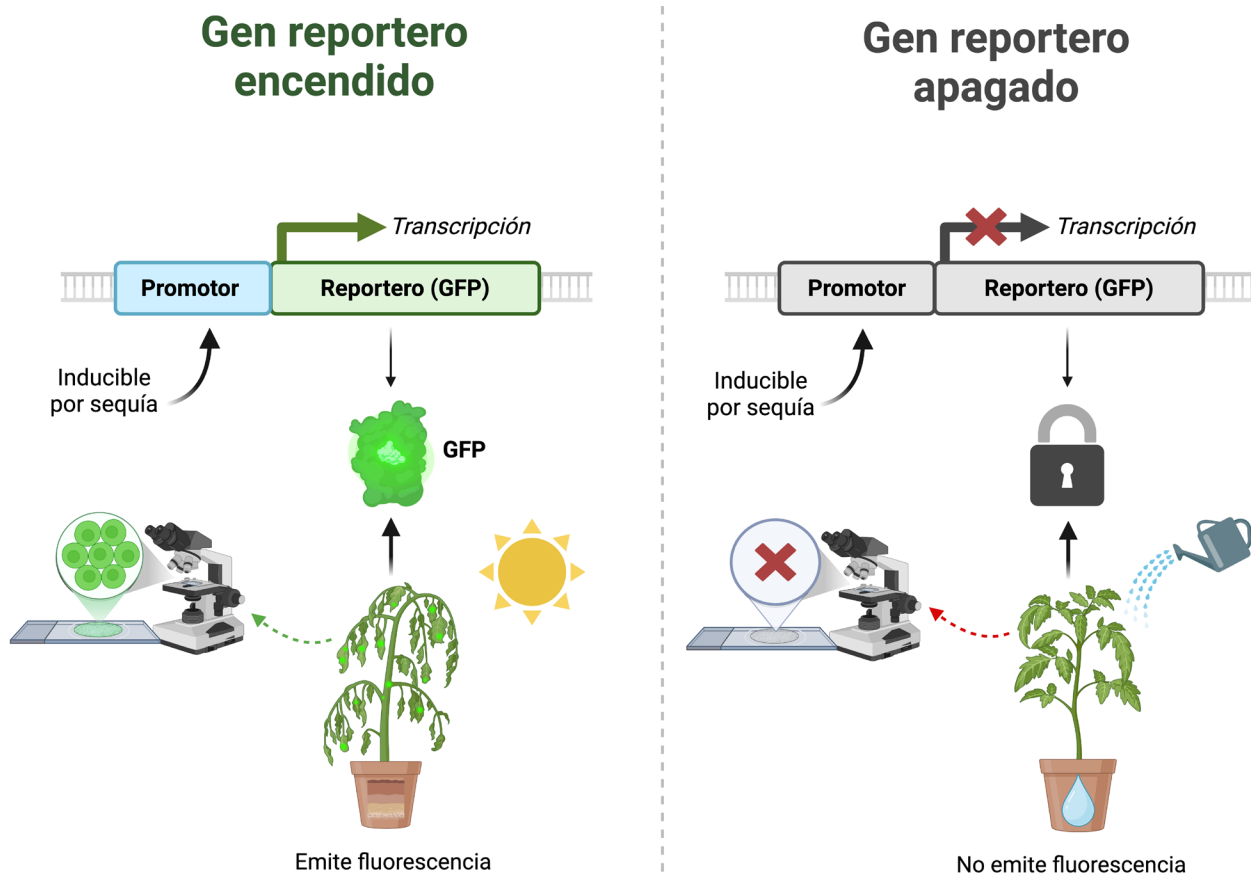 Gen reportero
encendido
Transcripción
Promotor
Reportero (GFP)
Inducible
por sequía
GFP
Emite fluorescencia
Gen reportero
apagado
Transcripción
Promotor
Reportero (GFP)
Inducible
por sequía
No emite fluorescencia